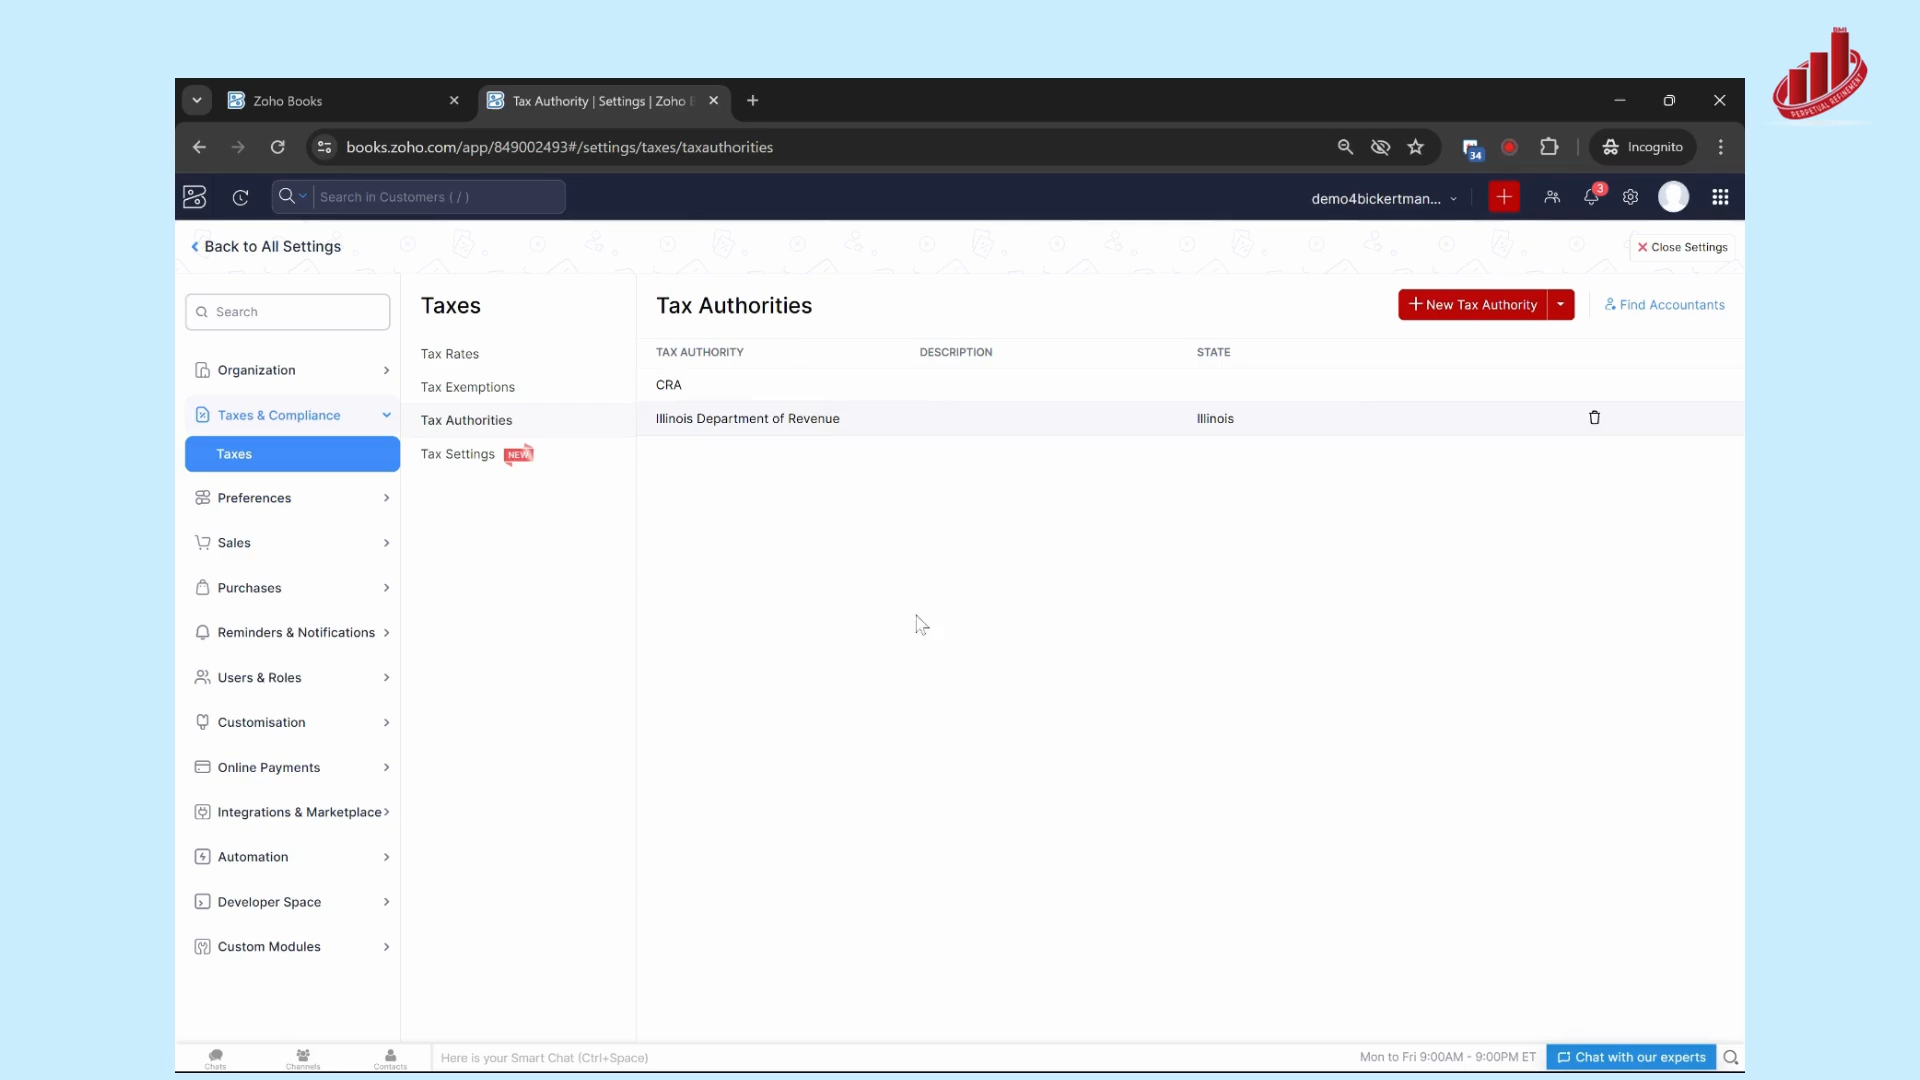 BMI
PERPETUAL REFINEMENT
Zoho Books
Tax Authority | Settings | Zoho B
books.zoho.com/app/849002493#/settings/taxes/taxauthorities
34
Incognito
Search in Customers ( / )
demo4bickertman...
3
Back to All Settings
Close Settings
Search
Organization
Taxes & Compliance
Taxes
Preferences
Sales
Purchases
Reminders & Notifications
Users & Roles
Customisation
Online Payments
Integrations & Marketplace
Automation
Developer Space
Custom Modules
Taxes
Tax Rates
Tax Exemptions
Tax Authorities
Tax Settings NEW
Tax Authorities
New Tax Authority
Find Accountants
TAX AUTHORITY DESCRIPTION STATE
CRA
Illinois Department of Revenue Illinois
Chats
Channels
Contacts
Here is your Smart Chat (Ctrl+Space)
Mon to Fri 9:00AM - 9:00PM ET
Chat with our experts